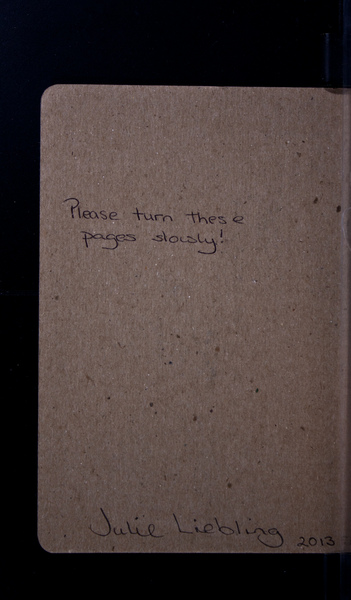 Please turn these
pages slowly!
Julie Liebling 2013